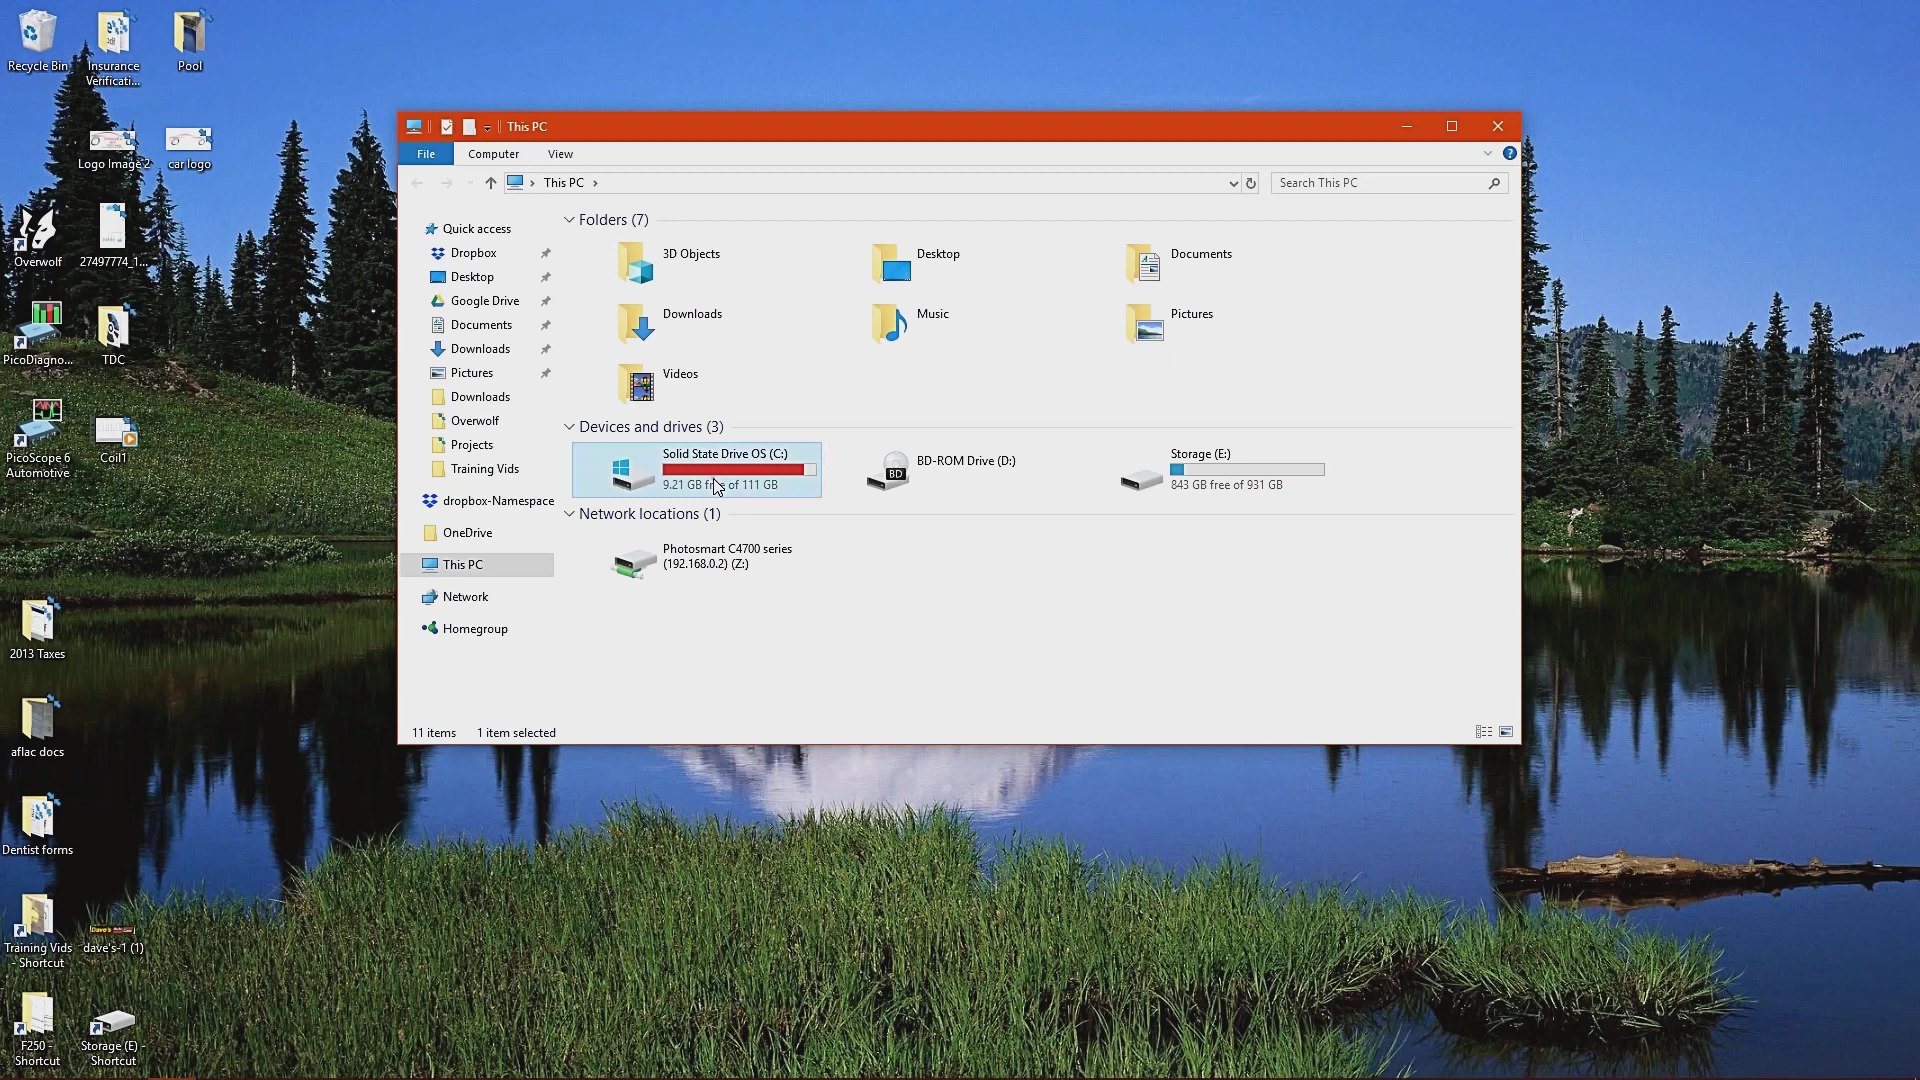 Recycle Bin
Insurance
Verificati...
Pool
Logo Image 2
car logo
Overwolf
27497774_1...
PicoDiagno...
TDC
PicoScope 6
Automotive
Coil1
2013 Taxes
aflac docs
Dentist forms
Training Vids
- Shortcut
dave's-1 (1)
F250 -
Shortcut
Storage (E) -
Shortcut
This PC
File
Computer
View
This PC
Search This PC
Quick access
Dropbox
Desktop
Google Drive
Documents
Downloads
Pictures
Downloads
Overwolf
Projects
Training Vids
dropbox-Namespace
OneDrive
This PC
Network
Homegroup
Folders (7)
3D Objects
Desktop
Documents
Downloads
Music
Pictures
Videos
Devices and drives (3)
Solid State Drive OS (C:)
9.21 GB free of 111 GB
BD
BD-ROM Drive (D:)
Storage (E:)
843 GB free of 931 GB
Network locations (1)
Photosmart C4700 series
(192.168.0.2) (Z:)
11 items
1 item selected